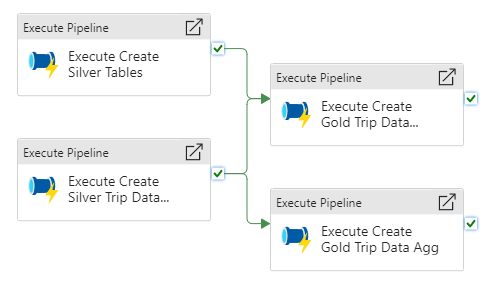 Execute Pipeline
Execute Create
Silver Tables
Execute Pipeline
Execute Create
Gold Trip Data...
Execute Pipeline
Execute Create
Silver Trip Data...
Execute Pipeline
Execute Create
Gold Trip Data Agg